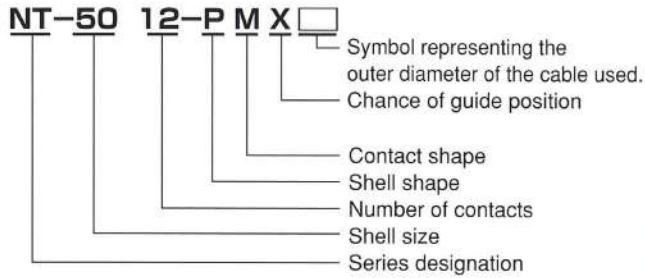 NT-50 12-P M X □
Symbol representing the
outer diameter of the cable used.
Chance of guide position
Contact shape
Shell shape
Number of contacts
Shell size
Series designation